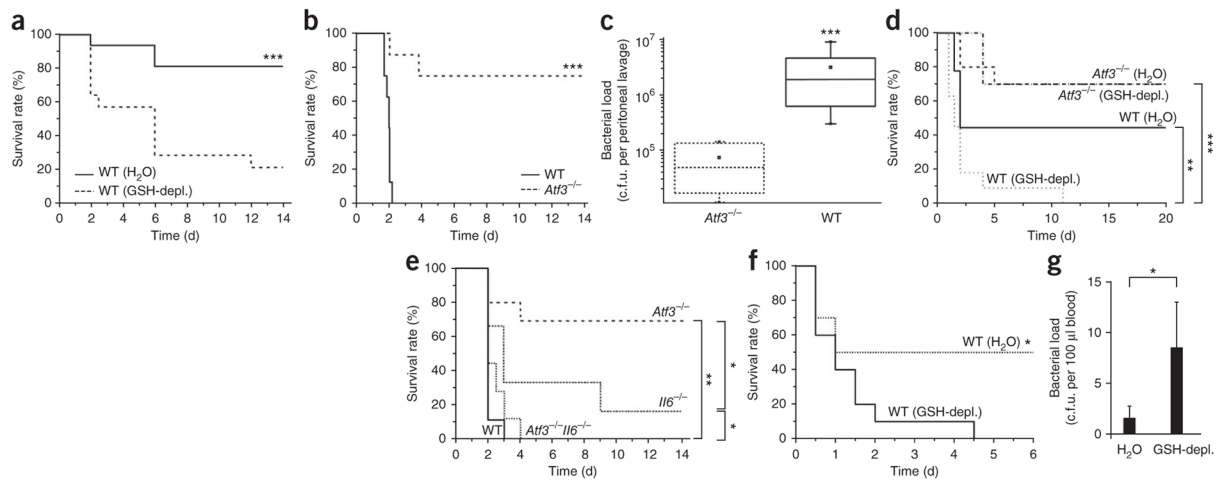 a
Survival rate (%)
100
80
60
40
20
0
***
WT (H2O)
WT (GSH-depl.)
0 2 4 6 8 10 12 14
Time (d)
b
Survival rate (%)
100
80
60
40
20
0
***
WT
Atf3–/–
0 2 4 6 8 10 12 14
Time (d)
c
Bacterial load
(c.f.u. per peritoneal lavage)
10^7
10^6
10^5
***
Atf3–/– WT
d
Survival rate (%)
100
80
60
40
20
0
Atf3–/– (H2O)
Atf3–/– (GSH-depl.)
WT (H2O)
WT (GSH-depl.)
**
***
0 5 10 15 20
Time (d)
e
Survival rate (%)
100
80
60
40
20
0
Atf3–/–
Il6–/–
WT Atf3–/–Il6–/–
**
*
*
0 2 4 6 8 10 12 14
Time (d)
f
Survival rate (%)
100
80
60
40
20
0
WT (H2O) *
WT (GSH-depl.)
0 1 2 3 4 5 6
Time (d)
g
Bacterial load
(c.f.u. per 100 µl blood)
15
10
5
0
*
H2O GSH-depl.